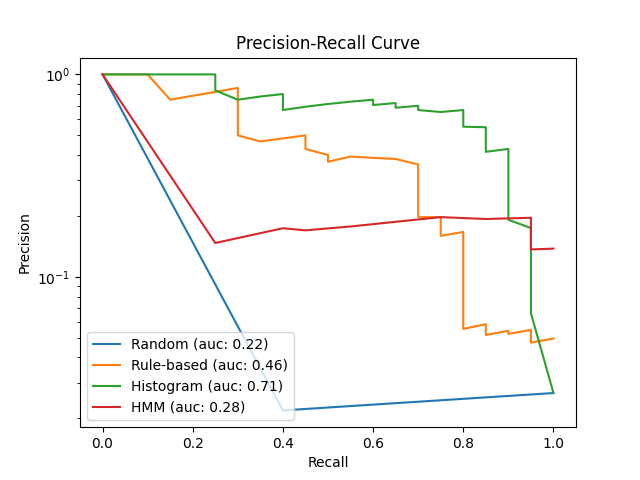 Precision-Recall Curve
Precision
10⁰
10⁻¹
Random (auc: 0.22)
Rule-based (auc: 0.46)
Histogram (auc: 0.71)
HMM (auc: 0.28)
0.0 0.2 0.4 0.6 0.8 1.0
Recall